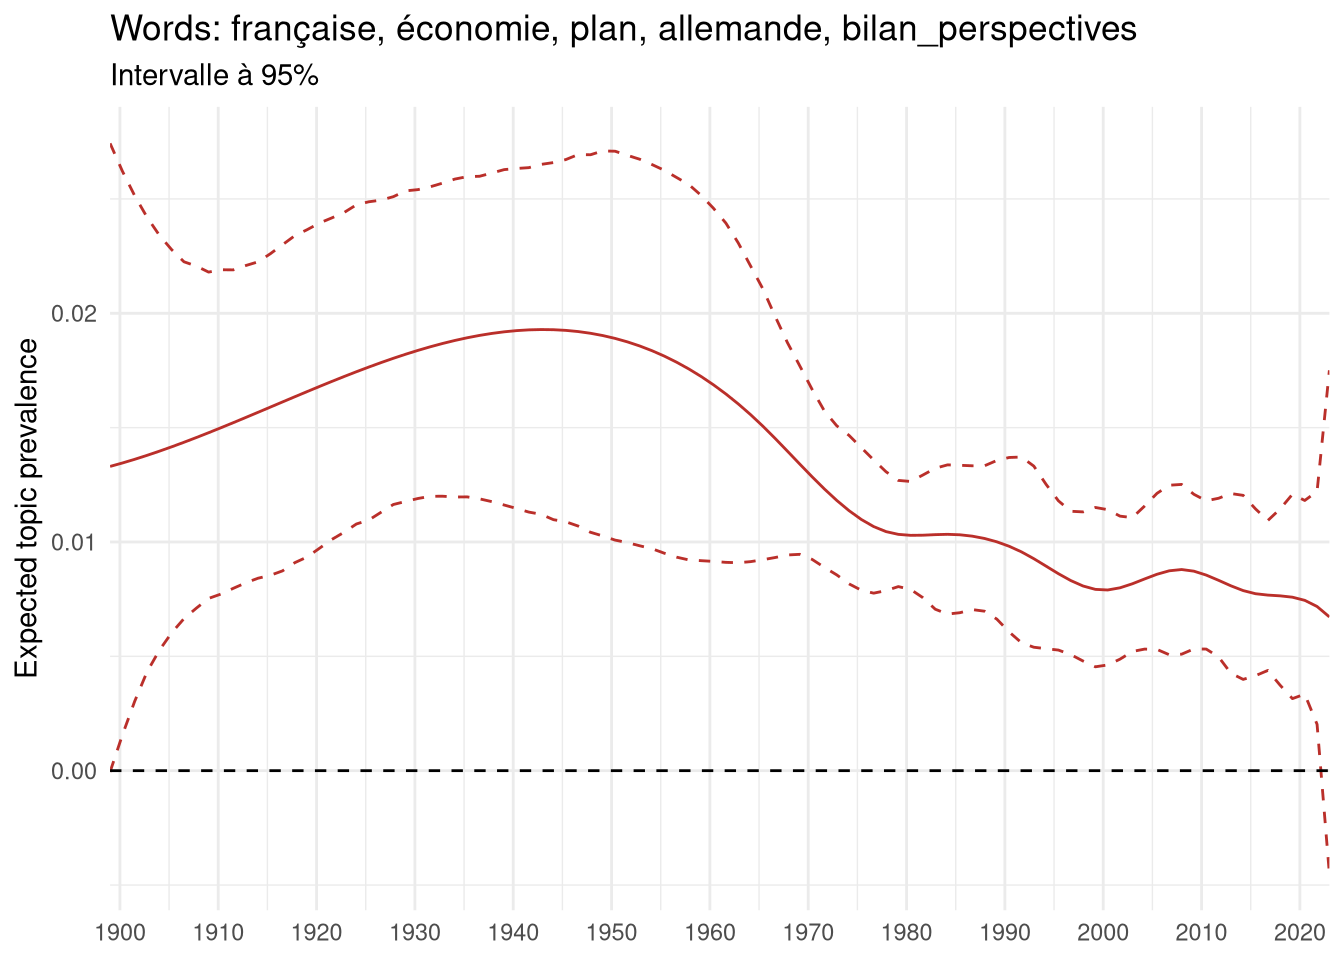 Words: française, économie, plan, allemande, bilan_perspectives
Intervalle à 95%
Expected topic prevalence
0.02
0.01
0.00
1900 1910 1920 1930 1940 1950 1960 1970 1980 1990 2000 2010 2020